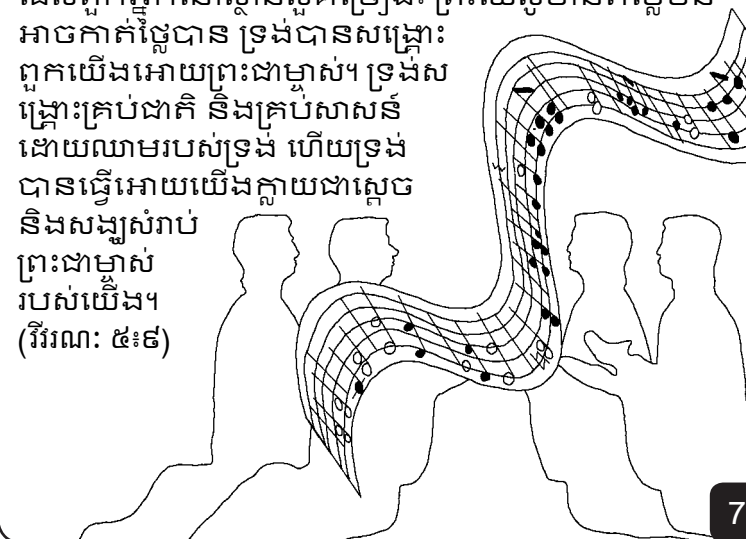 អាចកាត់ថ្លៃបាន ទ្រង់បានសង្គ្រោះ
ពួកយើងអោយព្រះជាម្ចាស់។ ទ្រង់ស
ង្គ្រោះគ្រប់ជាតិ និងគ្រប់សាសន៍
ដោយឈាមរបស់ទ្រង់ ហើយទ្រង់
បានធ្វើអោយយើងក្លាយជាស្តេច
និងសង្ឃសំរាប់
ព្រះជាម្ចាស់
របស់យើង។
(វីវរណៈ ៥៖៩)
7